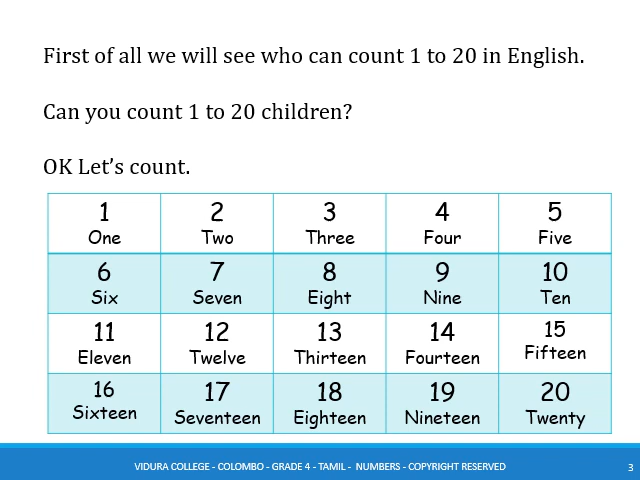 First of all we will see who can count 1 to 20 in English.
Can you count 1 to 20 children?
OK Let’s count.
1 2 3 4 5
One Two Three Four Five
6 7 8 9 10
Six Seven Eight Nine Ten
11 12 13 14 15
Eleven Twelve Thirteen Fourteen Fifteen
16 17 18 19 20
Sixteen Seventeen Eighteen Nineteen Twenty
VIDURA COLLEGE - COLOMBO - GRADE 4 - TAMIL - NUMBERS - COPYRIGHT RESERVED 3